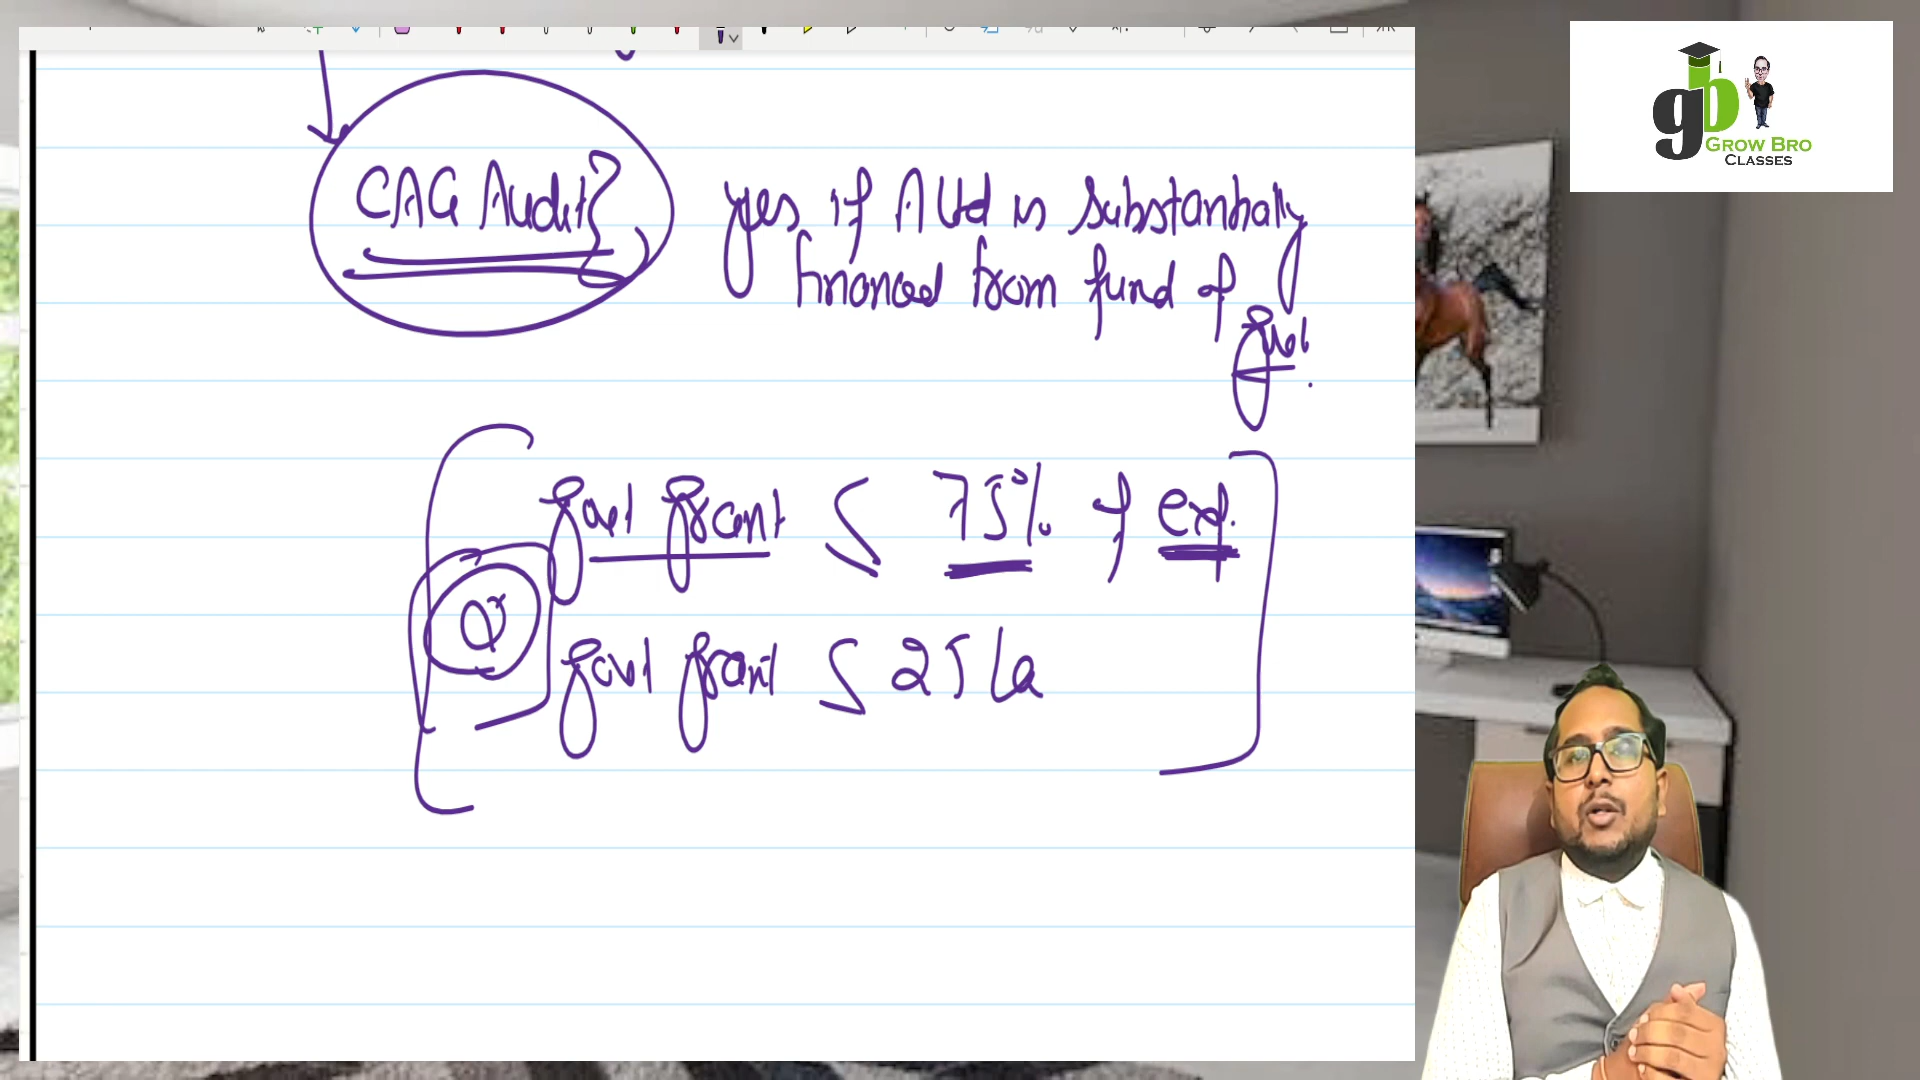 CAG Audit?
yes if A Ltd is substantially
financed from fund of
govt.
govt grant ≤ 75% of exp.
Or
govt grant ≤ 25 La
gb
GROW BRO
CLASSES